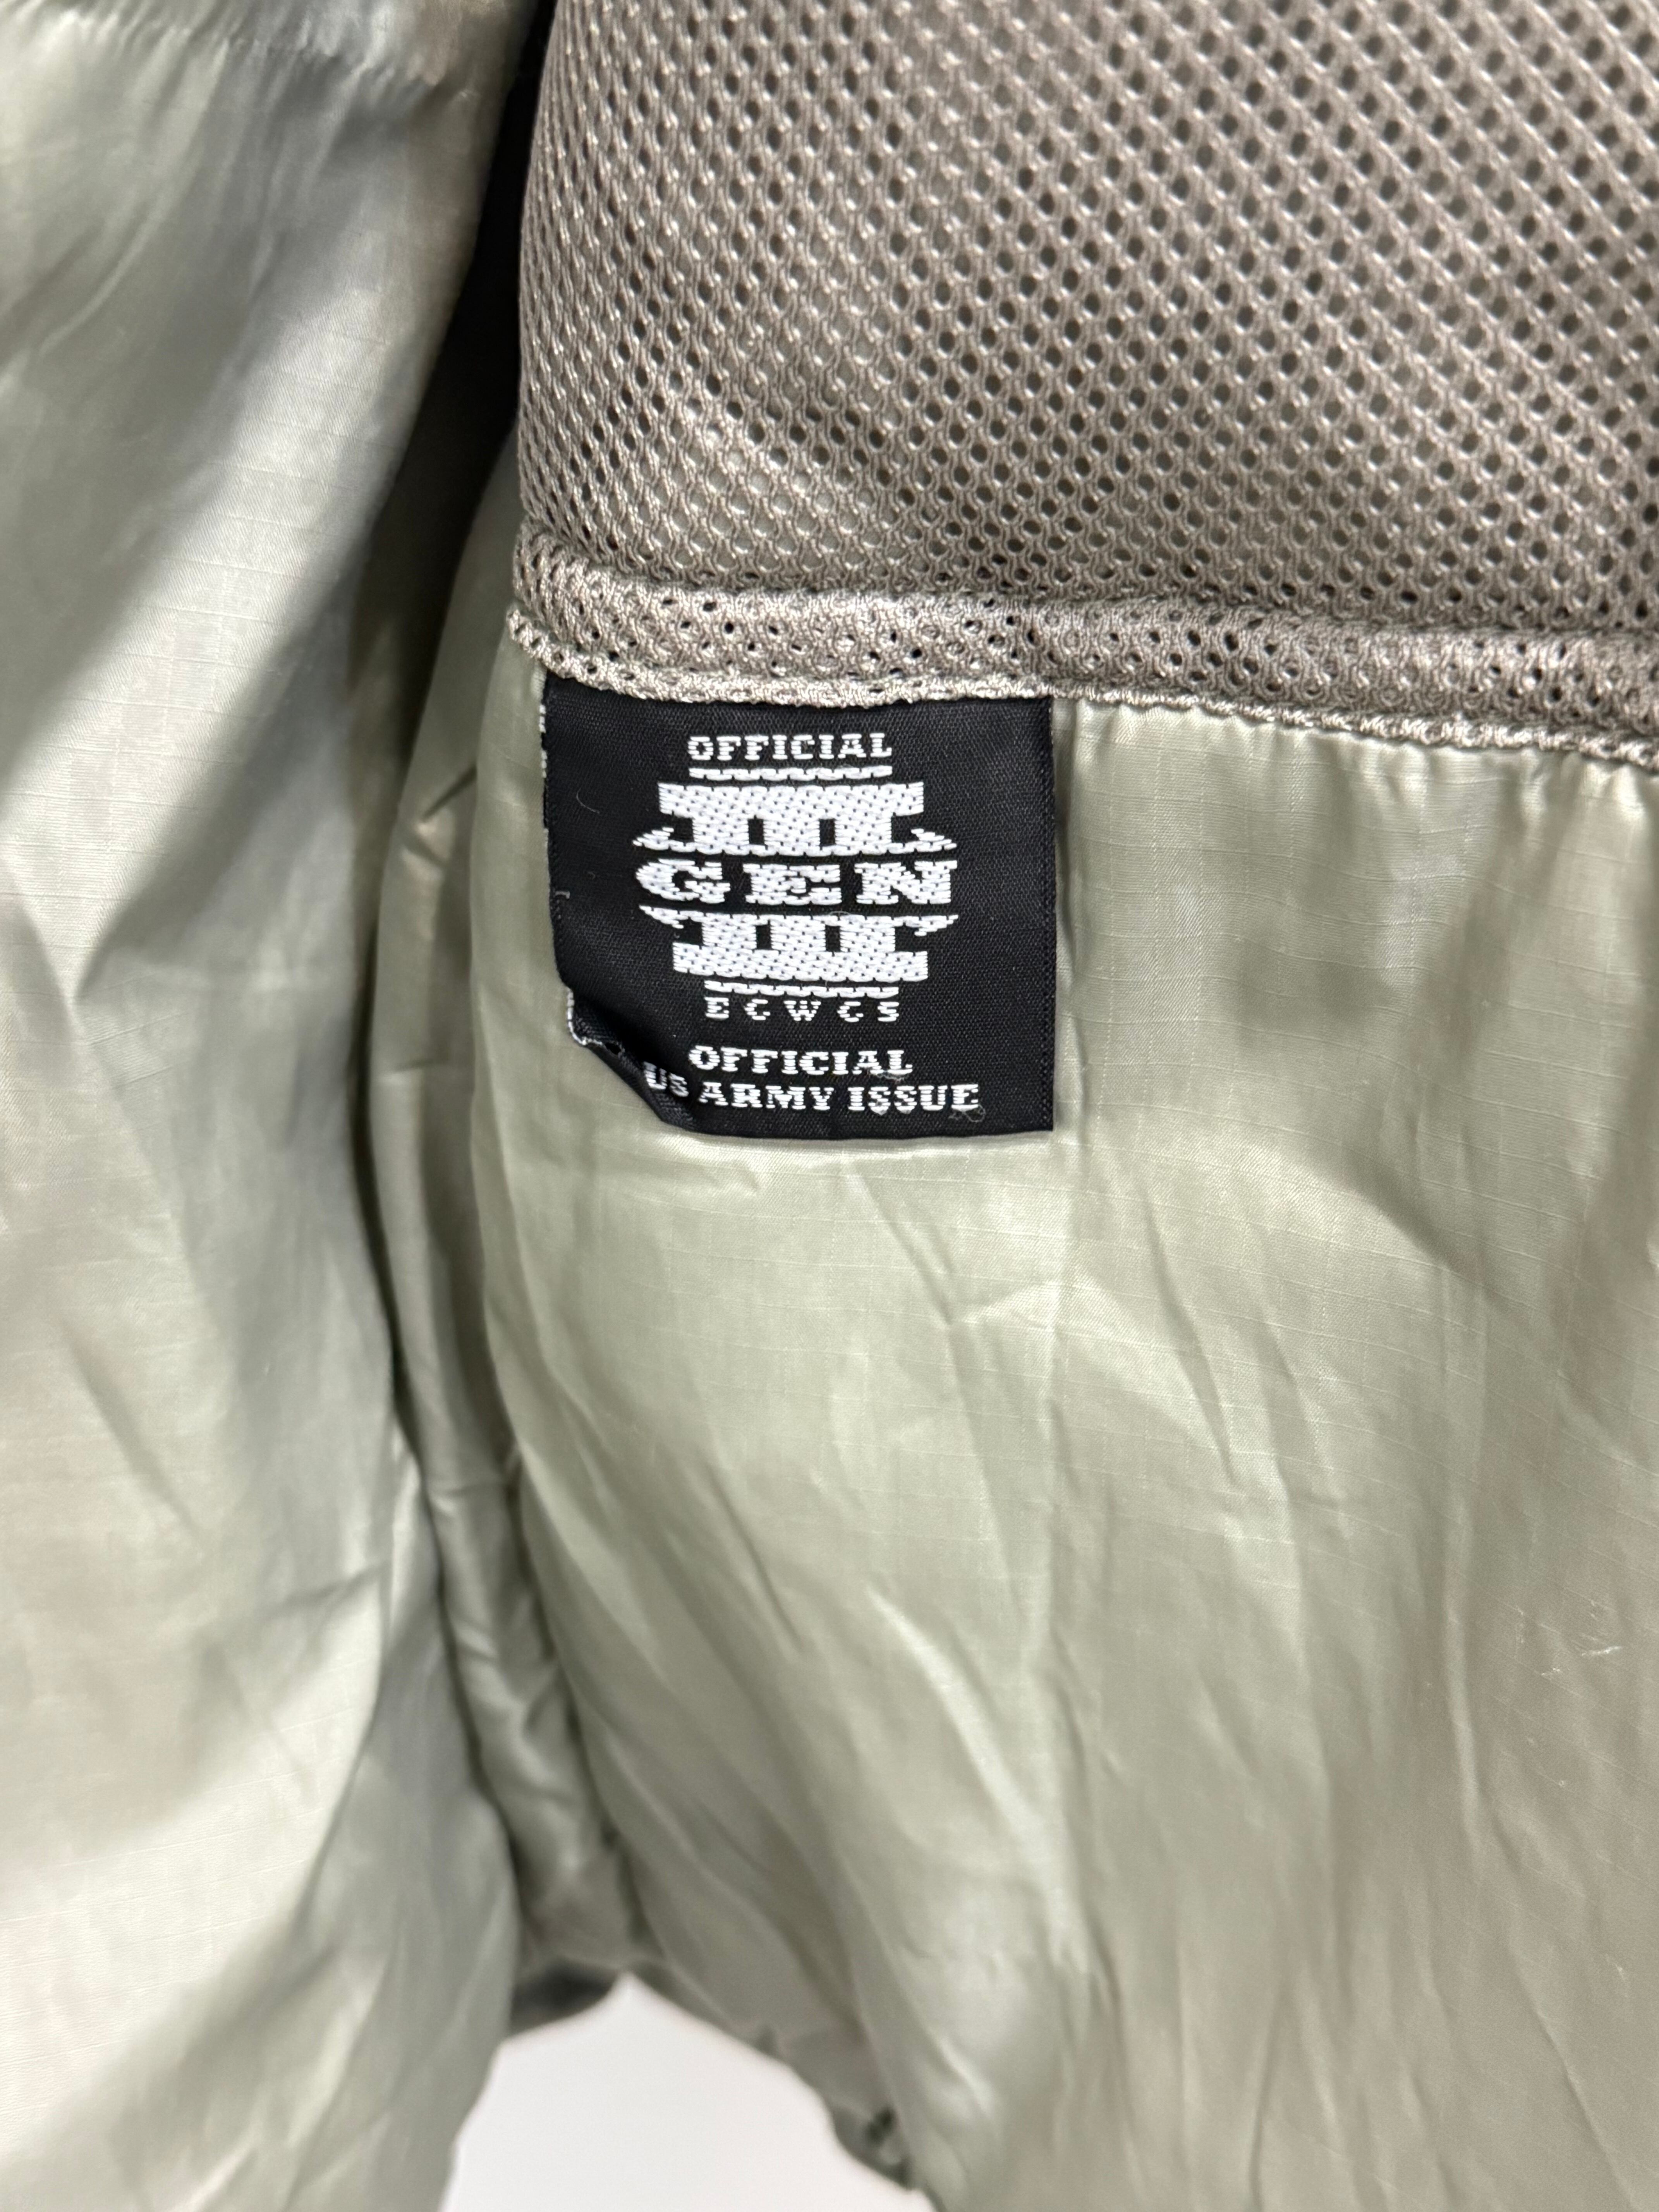 OFFICIAL
III
GEN
III
ECWCS
OFFICIAL
US ARMY ISSUE